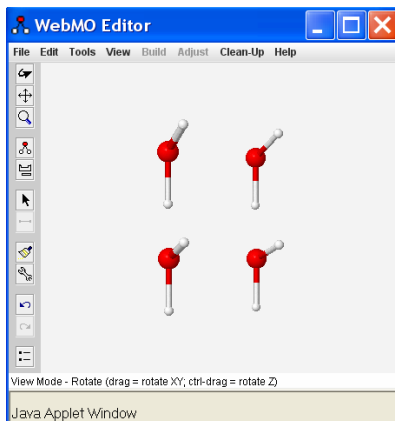 WebMO Editor
File Edit Tools View Build Adjust Clean-Up Help
View Mode - Rotate (drag = rotate XY; ctrl-drag = rotate Z)
Java Applet Window